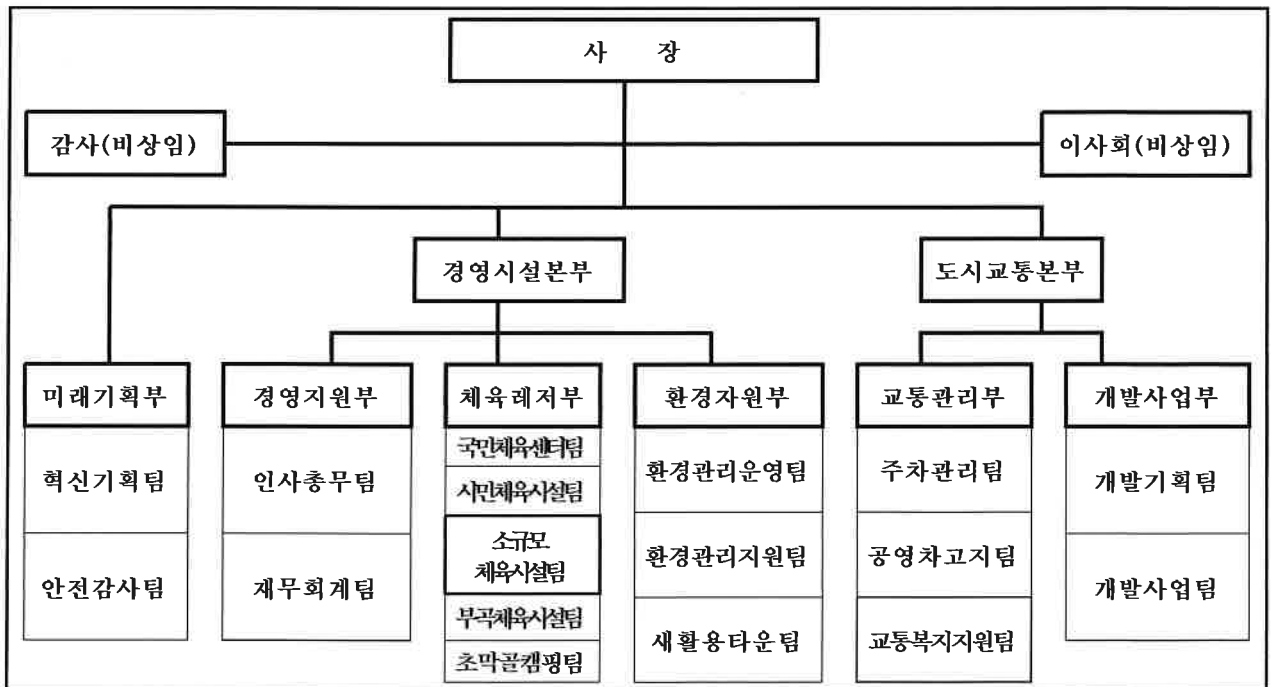 사 장
감사(비상임)
이사회(비상임)
경영시설본부
도시교통본부
미래기획부
경영지원부
체육레저부
환경자원부
교통관리부
개발사업부
혁신기획팀
안전감사팀
인사총무팀
재무회계팀
국민체육센터팀
시민체육시설팀
소규모
체육시설팀
부곡체육시설팀
초막골캠핑팀
환경관리운영팀
환경관리지원팀
새활용타운팀
주차관리팀
공영차고지팀
교통복지지원팀
개발기획팀
개발사업팀